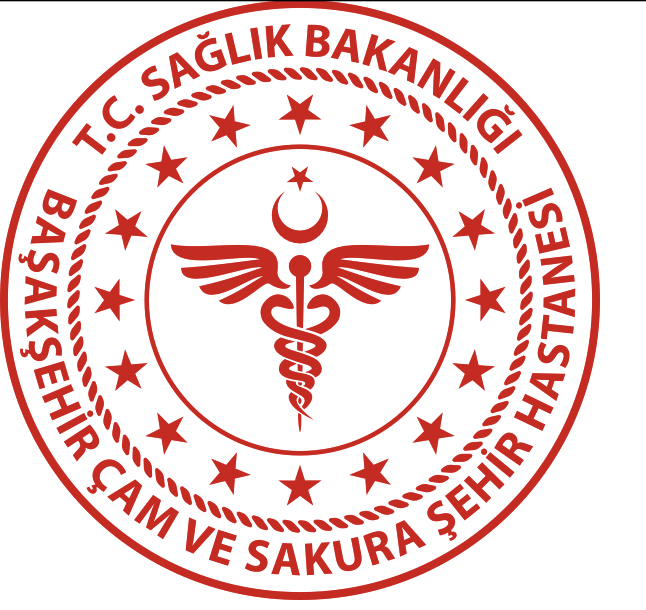 T.C. SAĞLIK BAKANLIĞI
BAŞAKŞEHİR ÇAM VE SAKURA ŞEHİR HASTANESİ